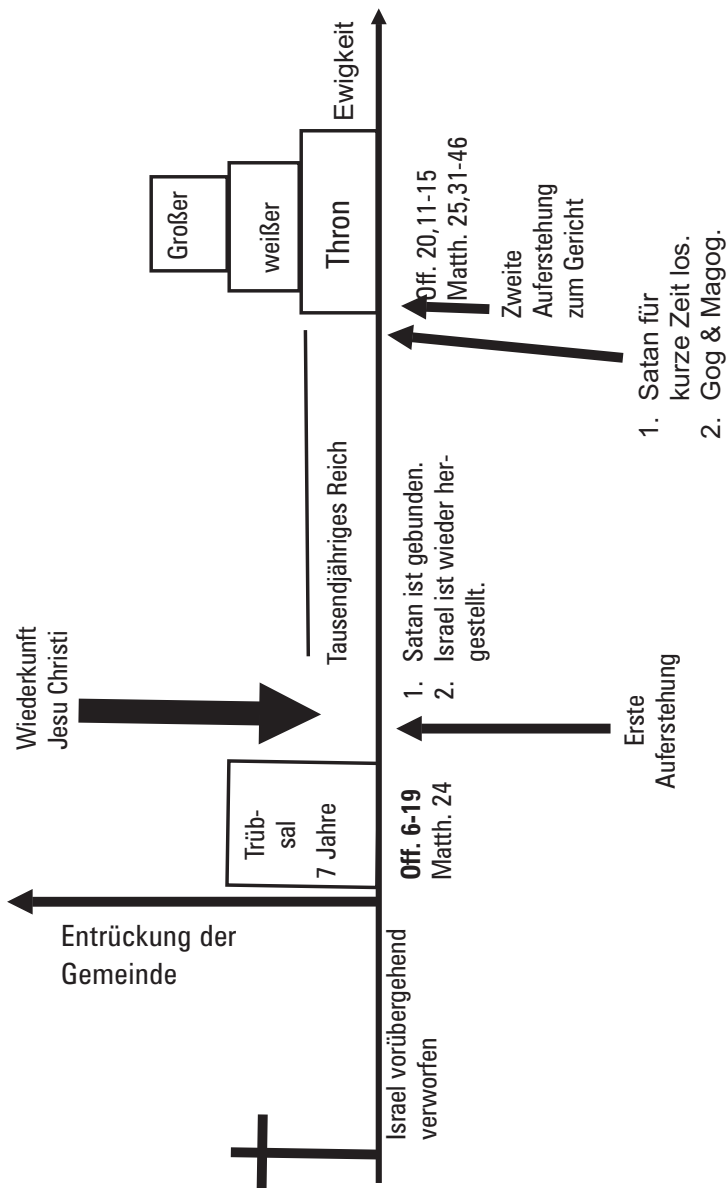 Entrückung der
Gemeinde
Israel vorübergehend
verworfen
Trüb-
sal
7 Jahre
Off. 6-19
Matth. 24
Wiederkunft
Jesu Christi
Erste
Auferstehung
Tausendjähriges Reich
1. Satan ist gebunden.
2. Israel ist wieder her-
gestellt.
Großer
weißer
Thron
Ewigkeit
Off. 20,11-15
Matth. 25,31-46
Zweite
Auferstehung
zum Gericht
1. Satan für
kurze Zeit los.
2. Gog & Magog.